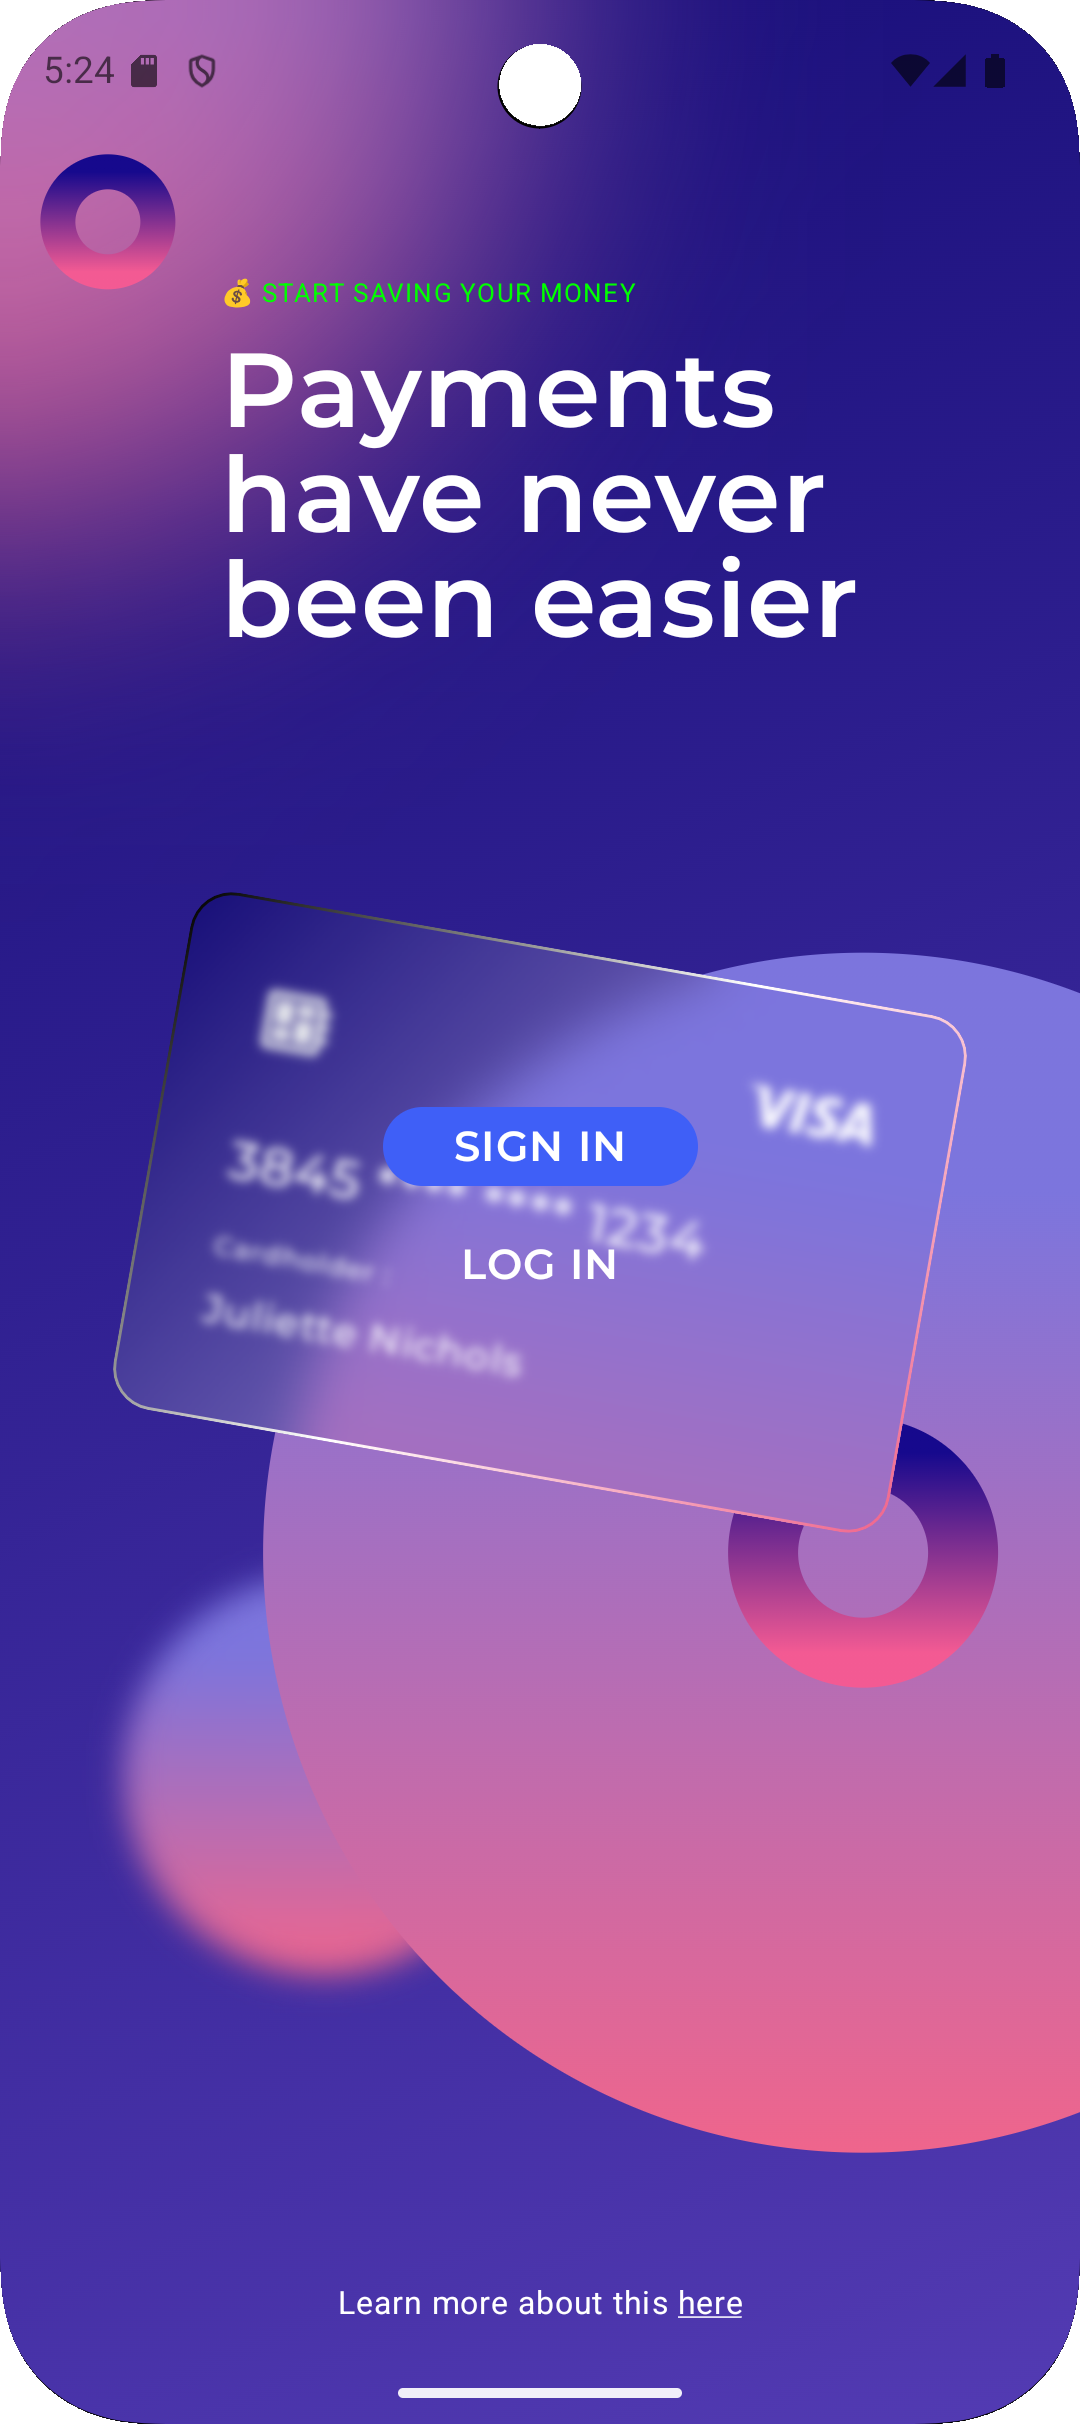 5:24
💰 START SAVING YOUR MONEY
Payments
have never
been easier
VISA
SIGN IN
3845 •••• •••• 1234
LOG IN
Cardholder :
Juliette Nichols
Learn more about this here